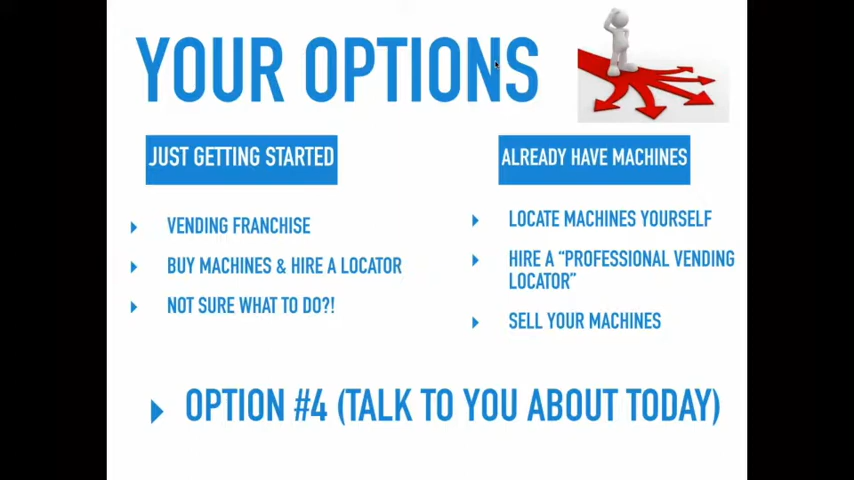 YOUR OPTIONS
JUST GETTING STARTED
VENDING FRANCHISE
BUY MACHINES & HIRE A LOCATOR
NOT SURE WHAT TO DO?!
ALREADY HAVE MACHINES
LOCATE MACHINES YOURSELF
HIRE A “PROFESSIONAL VENDING
LOCATOR”
SELL YOUR MACHINES
OPTION #4 (TALK TO YOU ABOUT TODAY)